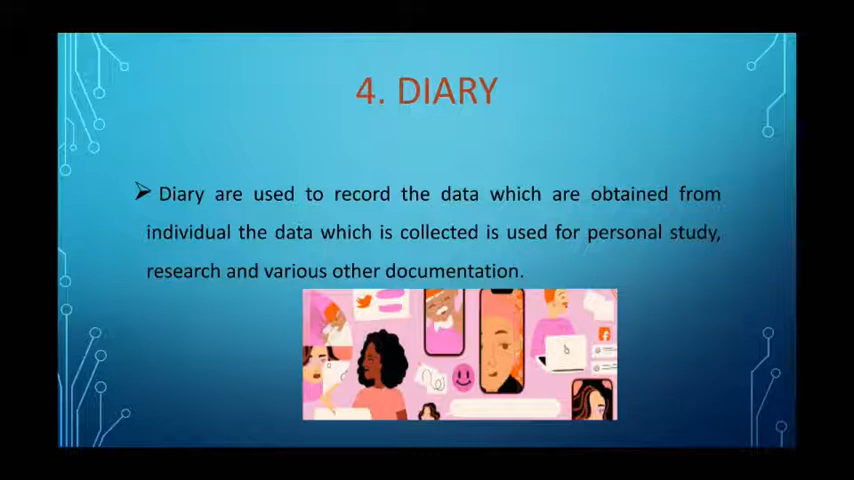 4. DIARY
Diary are used to record the data which are obtained from
individual the data which is collected is used for personal study,
research and various other documentation.